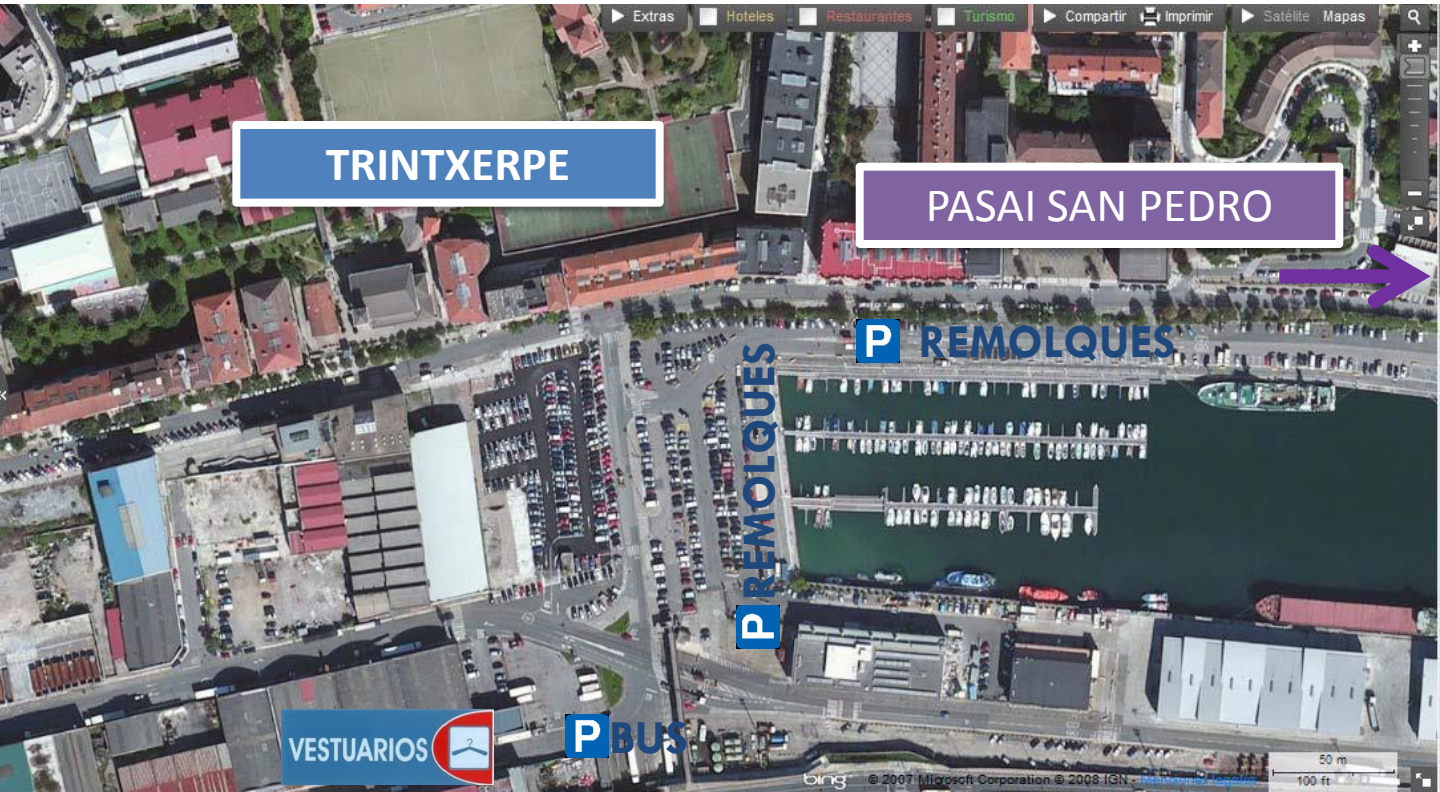 Extras
Hoteles
Restaurantes
Turismo
Compartir
Imprimir
Satélite
Mapas
TRINTXERPE
PASAI SAN PEDRO
P REMOLQUES
P REMOLQUES
VESTUARIOS
P BUS
bing
© 2007 Microsoft Corporation © 2008 IGN -
50 m
100 ft